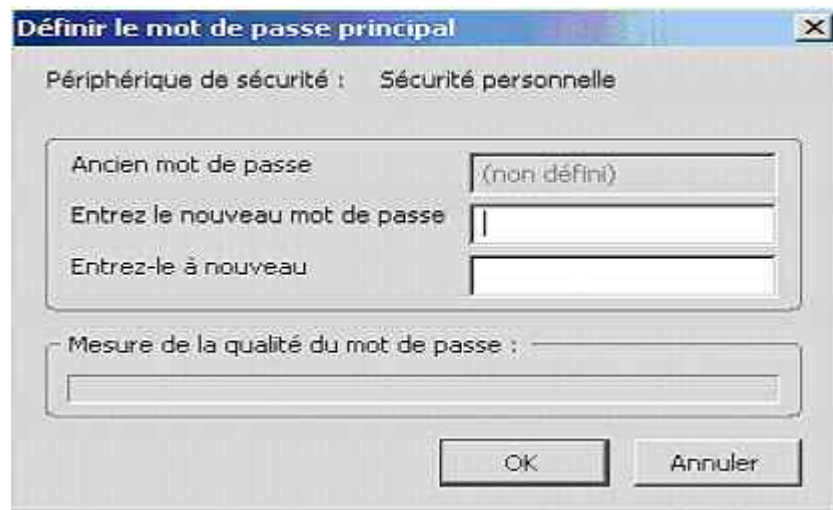 Définir le mot de passe principal
Périphérique de sécurité : Sécurité personnelle
Ancien mot de passe (non défini)
Entrez le nouveau mot de passe
Entrez-le à nouveau
Mesure de la qualité du mot de passe :
OK Annuler